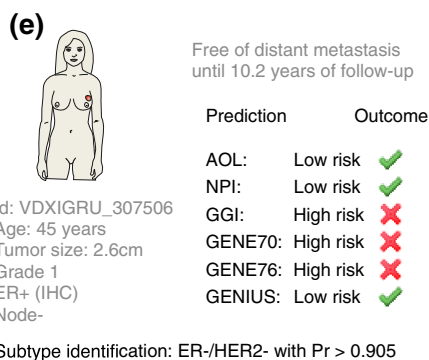 (e)
Free of distant metastasis
until 10.2 years of follow-up
Prediction Outcome
AOL: Low risk
NPI: Low risk
GGI: High risk
GENE70: High risk
GENE76: High risk
GENIUS: Low risk
d: VDXIGRU_307506
Age: 45 years
Tumor size: 2.6cm
Grade 1
ER+ (IHC)
Node-
Subtype identification: ER-/HER2- with Pr > 0.905